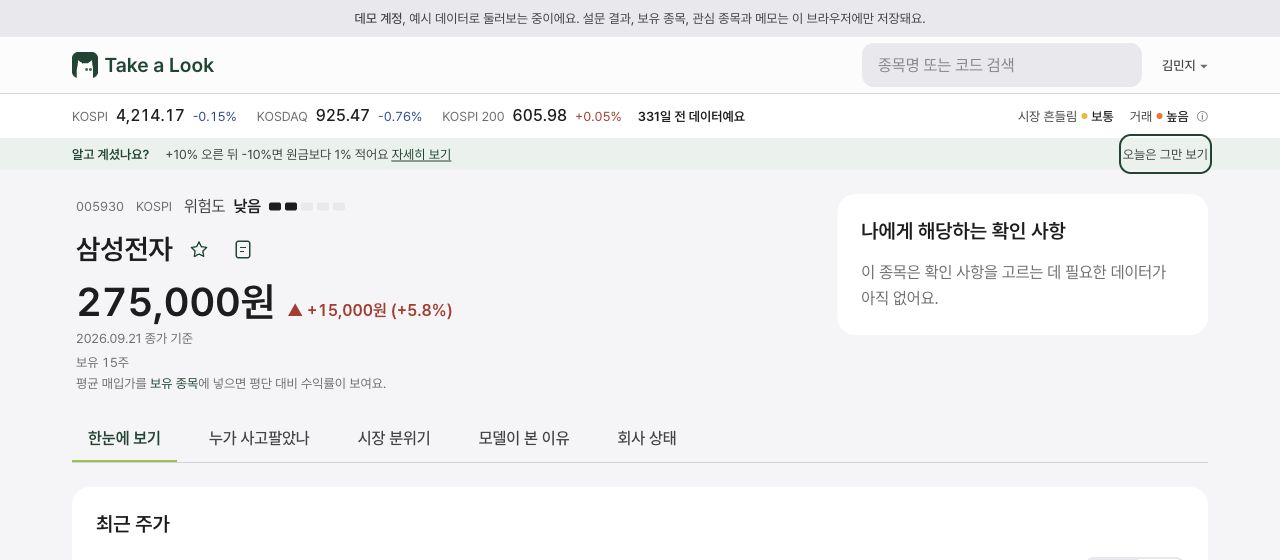 데모 계정, 예시 데이터로 둘러보는 중이에요. 설문 결과, 보유 종목, 관심 종목과 메모는 이 브라우저에만 저장돼요.
Take a Look
종목명 또는 코드 검색
김민지
KOSPI 4,214.17 -0.15% KOSDAQ 925.47 -0.76% KOSPI 200 605.98 +0.05% 331일 전 데이터예요
시장 흔들림 보통 거래 높음 ⓘ
알고 계셨나요? +10% 오른 뒤 -10%면 원금보다 1% 적어요 자세히 보기
오늘은 그만 보기
005930 KOSPI 위험도 낮음
삼성전자
275,000원 ▲ +15,000원 (+5.8%)
2026.09.21 종가 기준
보유 15주
평균 매입가를 보유 종목에 넣으면 평단 대비 수익률이 보여요.
나에게 해당하는 확인 사항
이 종목은 확인 사항을 고르는 데 필요한 데이터가
아직 없어요.
한눈에 보기 누가 사고팔았나 시장 분위기 모델이 본 이유 회사 상태
최근 주가